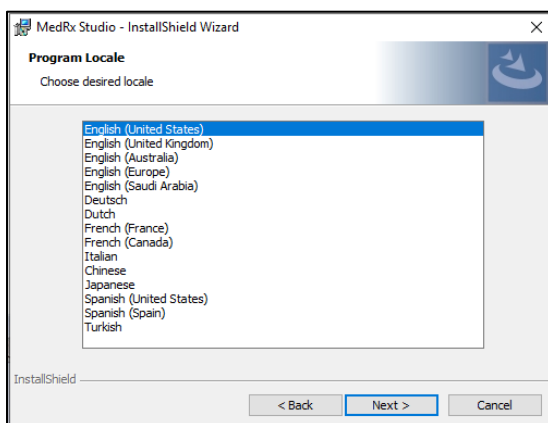 MedRx Studio - InstallShield Wizard
Program Locale
Choose desired locale
English (United States)
English (United Kingdom)
English (Australia)
English (Europe)
English (Saudi Arabia)
Deutsch
Dutch
French (France)
French (Canada)
Italian
Chinese
Japanese
Spanish (United States)
Spanish (Spain)
Turkish
InstallShield
< Back Next > Cancel